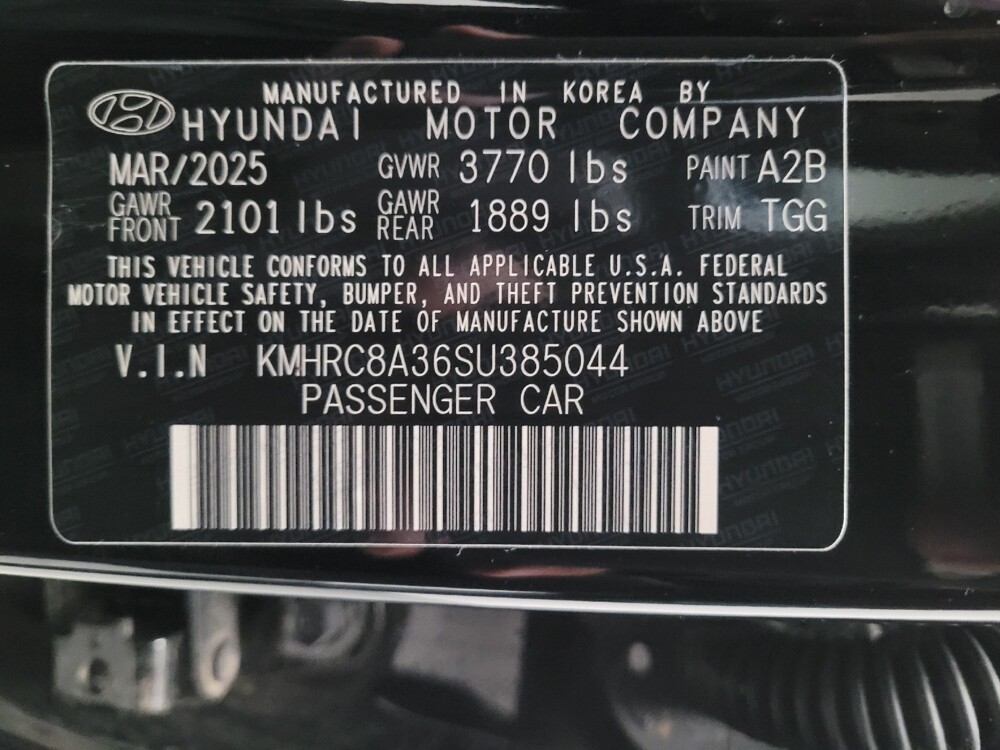 MANUFACTURED IN KOREA BY
HYUNDAI MOTOR COMPANY
MAR/2025 GVWR 3770 lbs PAINT A2B
GAWR FRONT 2101 lbs GAWR REAR 1889 lbs TRIM TGG
THIS VEHICLE CONFORMS TO ALL APPLICABLE U.S.A. FEDERAL
MOTOR VEHICLE SAFETY, BUMPER, AND THEFT PREVENTION STANDARDS
IN EFFECT ON THE DATE OF MANUFACTURE SHOWN ABOVE
V.I.N KMHRC8A36SU385044
PASSENGER CAR